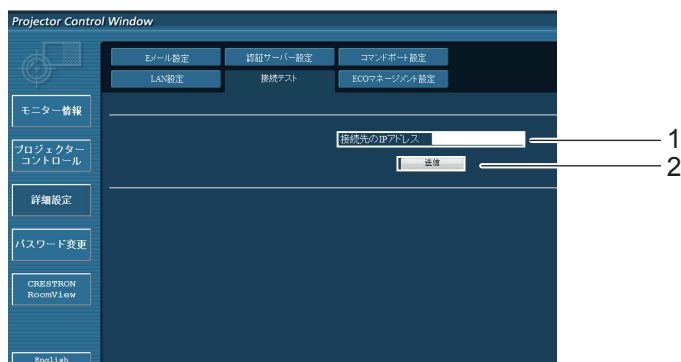 Projector Control Window
Eメール設定
認証サーバー設定
コマンドポート設定
LAN設定
接続テスト
ECOマネージメント設定
モニター情報
プロジェクター
コントロール
詳細設定
パスワード変更
CRESTRON
RoomView
English
接続先のIPアドレス
1
送信
2